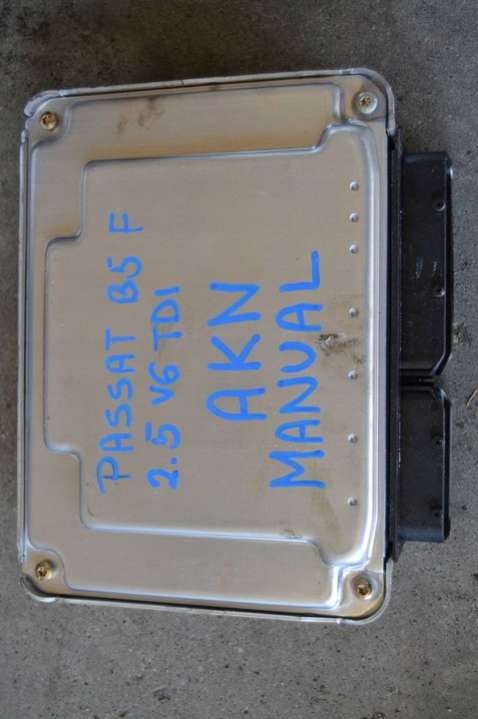 PASSAT B5 F
2.5 V6 TDI
AKN
MANUAL